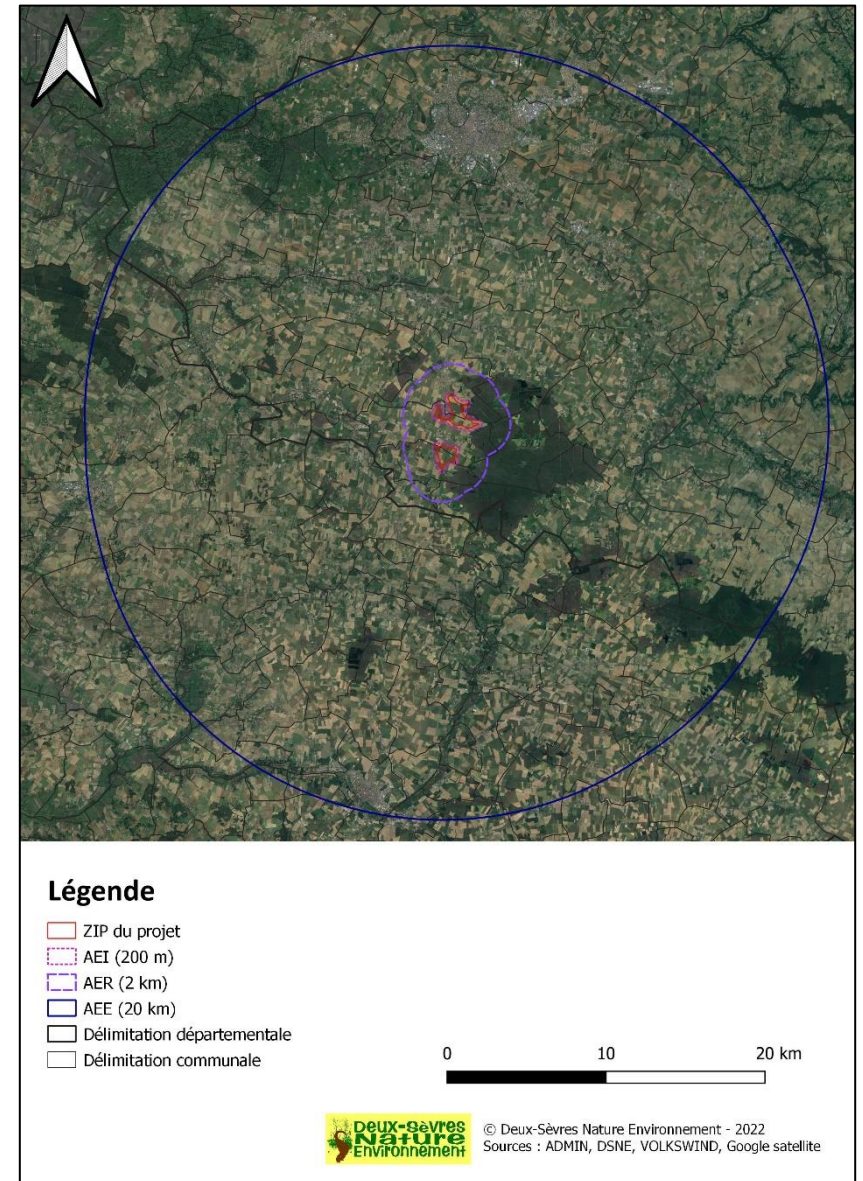 Légende
ZIP du projet
AEI (200 m)
AER (2 km)
AEE (20 km)
Délimitation départementale
Délimitation communale
0 10 20 km
DEUX-SÈVRES
NATURE
ENVIRONNEMENT
© Deux-Sèvres Nature Environnement - 2022
Sources : ADMIN, DSNE, VOLKSWIND, Google satellite